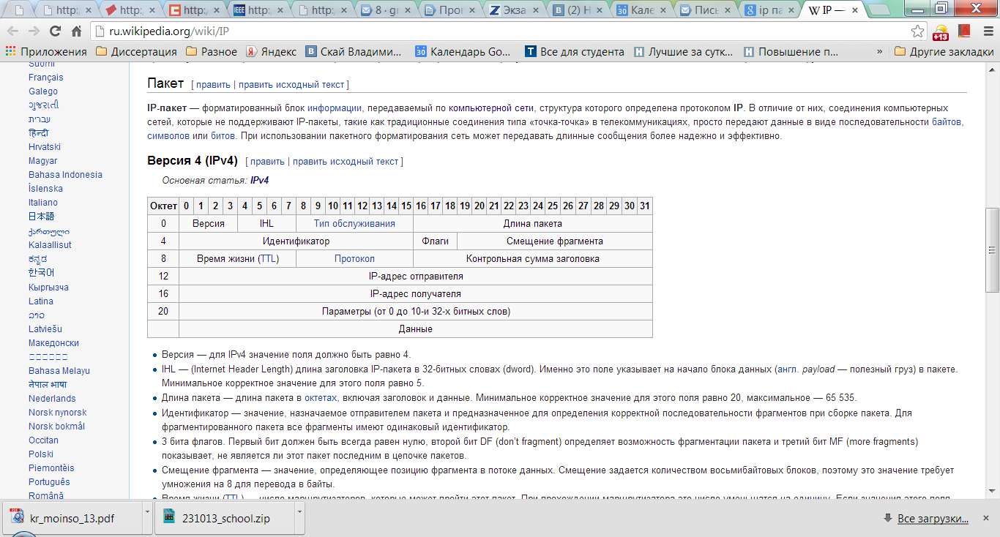 http:/ http:/ http:/ http:/ http:/ 8 · gr Прог Экза (2) Н Кале Пись ip па IP —
ru.wikipedia.org/wiki/IP
+13
Приложения Диссертация Разное Яндекс Скай Владими... Календарь Go... Все для студента Лучшие за сутк... Повышение п... » Другие закладки
Suomi
Français
Galego
ગુજરાતી
עברית
हिन्दी
Hrvatski
Magyar
Bahasa Indonesia
Íslenska
Italiano
日本語
ქართული
Kalaallisut
ಕನ್ನಡ
한국어
Кыргызча
Latina
ລາວ
Latviešu
Македонски
Bahasa Melayu
नेपाल भाषा
Nederlands
Norsk nynorsk
Norsk bokmål
Occitan
Polski
Piemontèis
Português
Română
Пакет [ править | править исходный текст ]
IP-пакет — форматированный блок информации, передаваемый по компьютерной сети, структура которого определена протоколом IP. В отличие от них, соединения компьютерных
сетей, которые не поддерживают IP-пакеты, такие как традиционные соединения типа «точка-точка» в телекоммуникациях, просто передают данные в виде последовательности байтов,
символов или битов. При использовании пакетного форматирования сеть может передавать длинные сообщения более надежно и эффективно.
Версия 4 (IPv4) [ править | править исходный текст ]
Основная статья: IPv4
Октет 0 1 2 3 4 5 6 7 8 9 10 11 12 13 14 15 16 17 18 19 20 21 22 23 24 25 26 27 28 29 30 31
0 Версия IHL Тип обслуживания Длина пакета
4 Идентификатор Флаги Смещение фрагмента
8 Время жизни (TTL) Протокол Контрольная сумма заголовка
12 IP-адрес отправителя
16 IP-адрес получателя
20 Параметры (от 0 до 10-и 32-х битных слов)
Данные
Версия — для IPv4 значение поля должно быть равно 4.
IHL — (Internet Header Length) длина заголовка IP-пакета в 32-битных словах (dword). Именно это поле указывает на начало блока данных (англ. payload — полезный груз) в пакете.
Минимальное корректное значение для этого поля равно 5.
Длина пакета — длина пакета в октетах, включая заголовок и данные. Минимальное корректное значение для этого поля равно 20, максимальное — 65 535.
Идентификатор — значение, назначаемое отправителем пакета и предназначенное для определения корректной последовательности фрагментов при сборке пакета. Для
фрагментированного пакета все фрагменты имеют одинаковый идентификатор.
3 бита флагов. Первый бит должен быть всегда равен нулю, второй бит DF (don't fragment) определяет возможность фрагментации пакета и третий бит MF (more fragments)
показывает, не является ли этот пакет последним в цепочке пакетов.
Смещение фрагмента — значение, определяющее позицию фрагмента в потоке данных. Смещение задается количеством восьмибайтовых блоков, поэтому это значение требует
умножения на 8 для перевода в байты.
Время жизни (TTL) — число маршрутизаторов, которые может пройти этот пакет. При прохождении маршрутизатора это число уменьшатся на единицу. Если значения этого поля
kr_moinso_13.pdf 231013_school.zip Все загрузки...